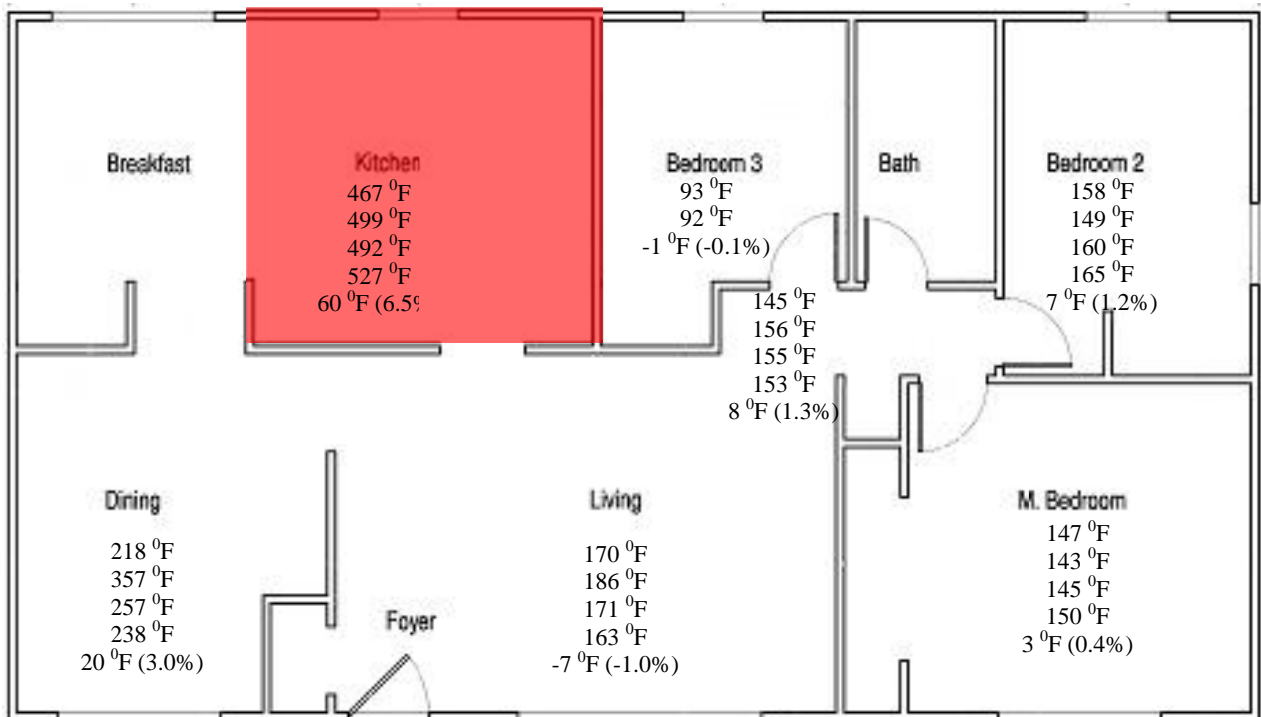 Breakfast
Kitchen
467 ⁰F
499 ⁰F
492 ⁰F
527 ⁰F
60 ⁰F (6.5%
Bedroom 3
93 ⁰F
92 ⁰F
-1 ⁰F (-0.1%)
Bath
Bedroom 2
158 ⁰F
149 ⁰F
160 ⁰F
165 ⁰F
7 ⁰F (1.2%)
145 ⁰F
156 ⁰F
155 ⁰F
153 ⁰F
8 ⁰F (1.3%)
Dining
218 ⁰F
357 ⁰F
257 ⁰F
238 ⁰F
20 ⁰F (3.0%)
Foyer
Living
170 ⁰F
186 ⁰F
171 ⁰F
163 ⁰F
-7 ⁰F (-1.0%)
M. Bedroom
147 ⁰F
143 ⁰F
145 ⁰F
150 ⁰F
3 ⁰F (0.4%)